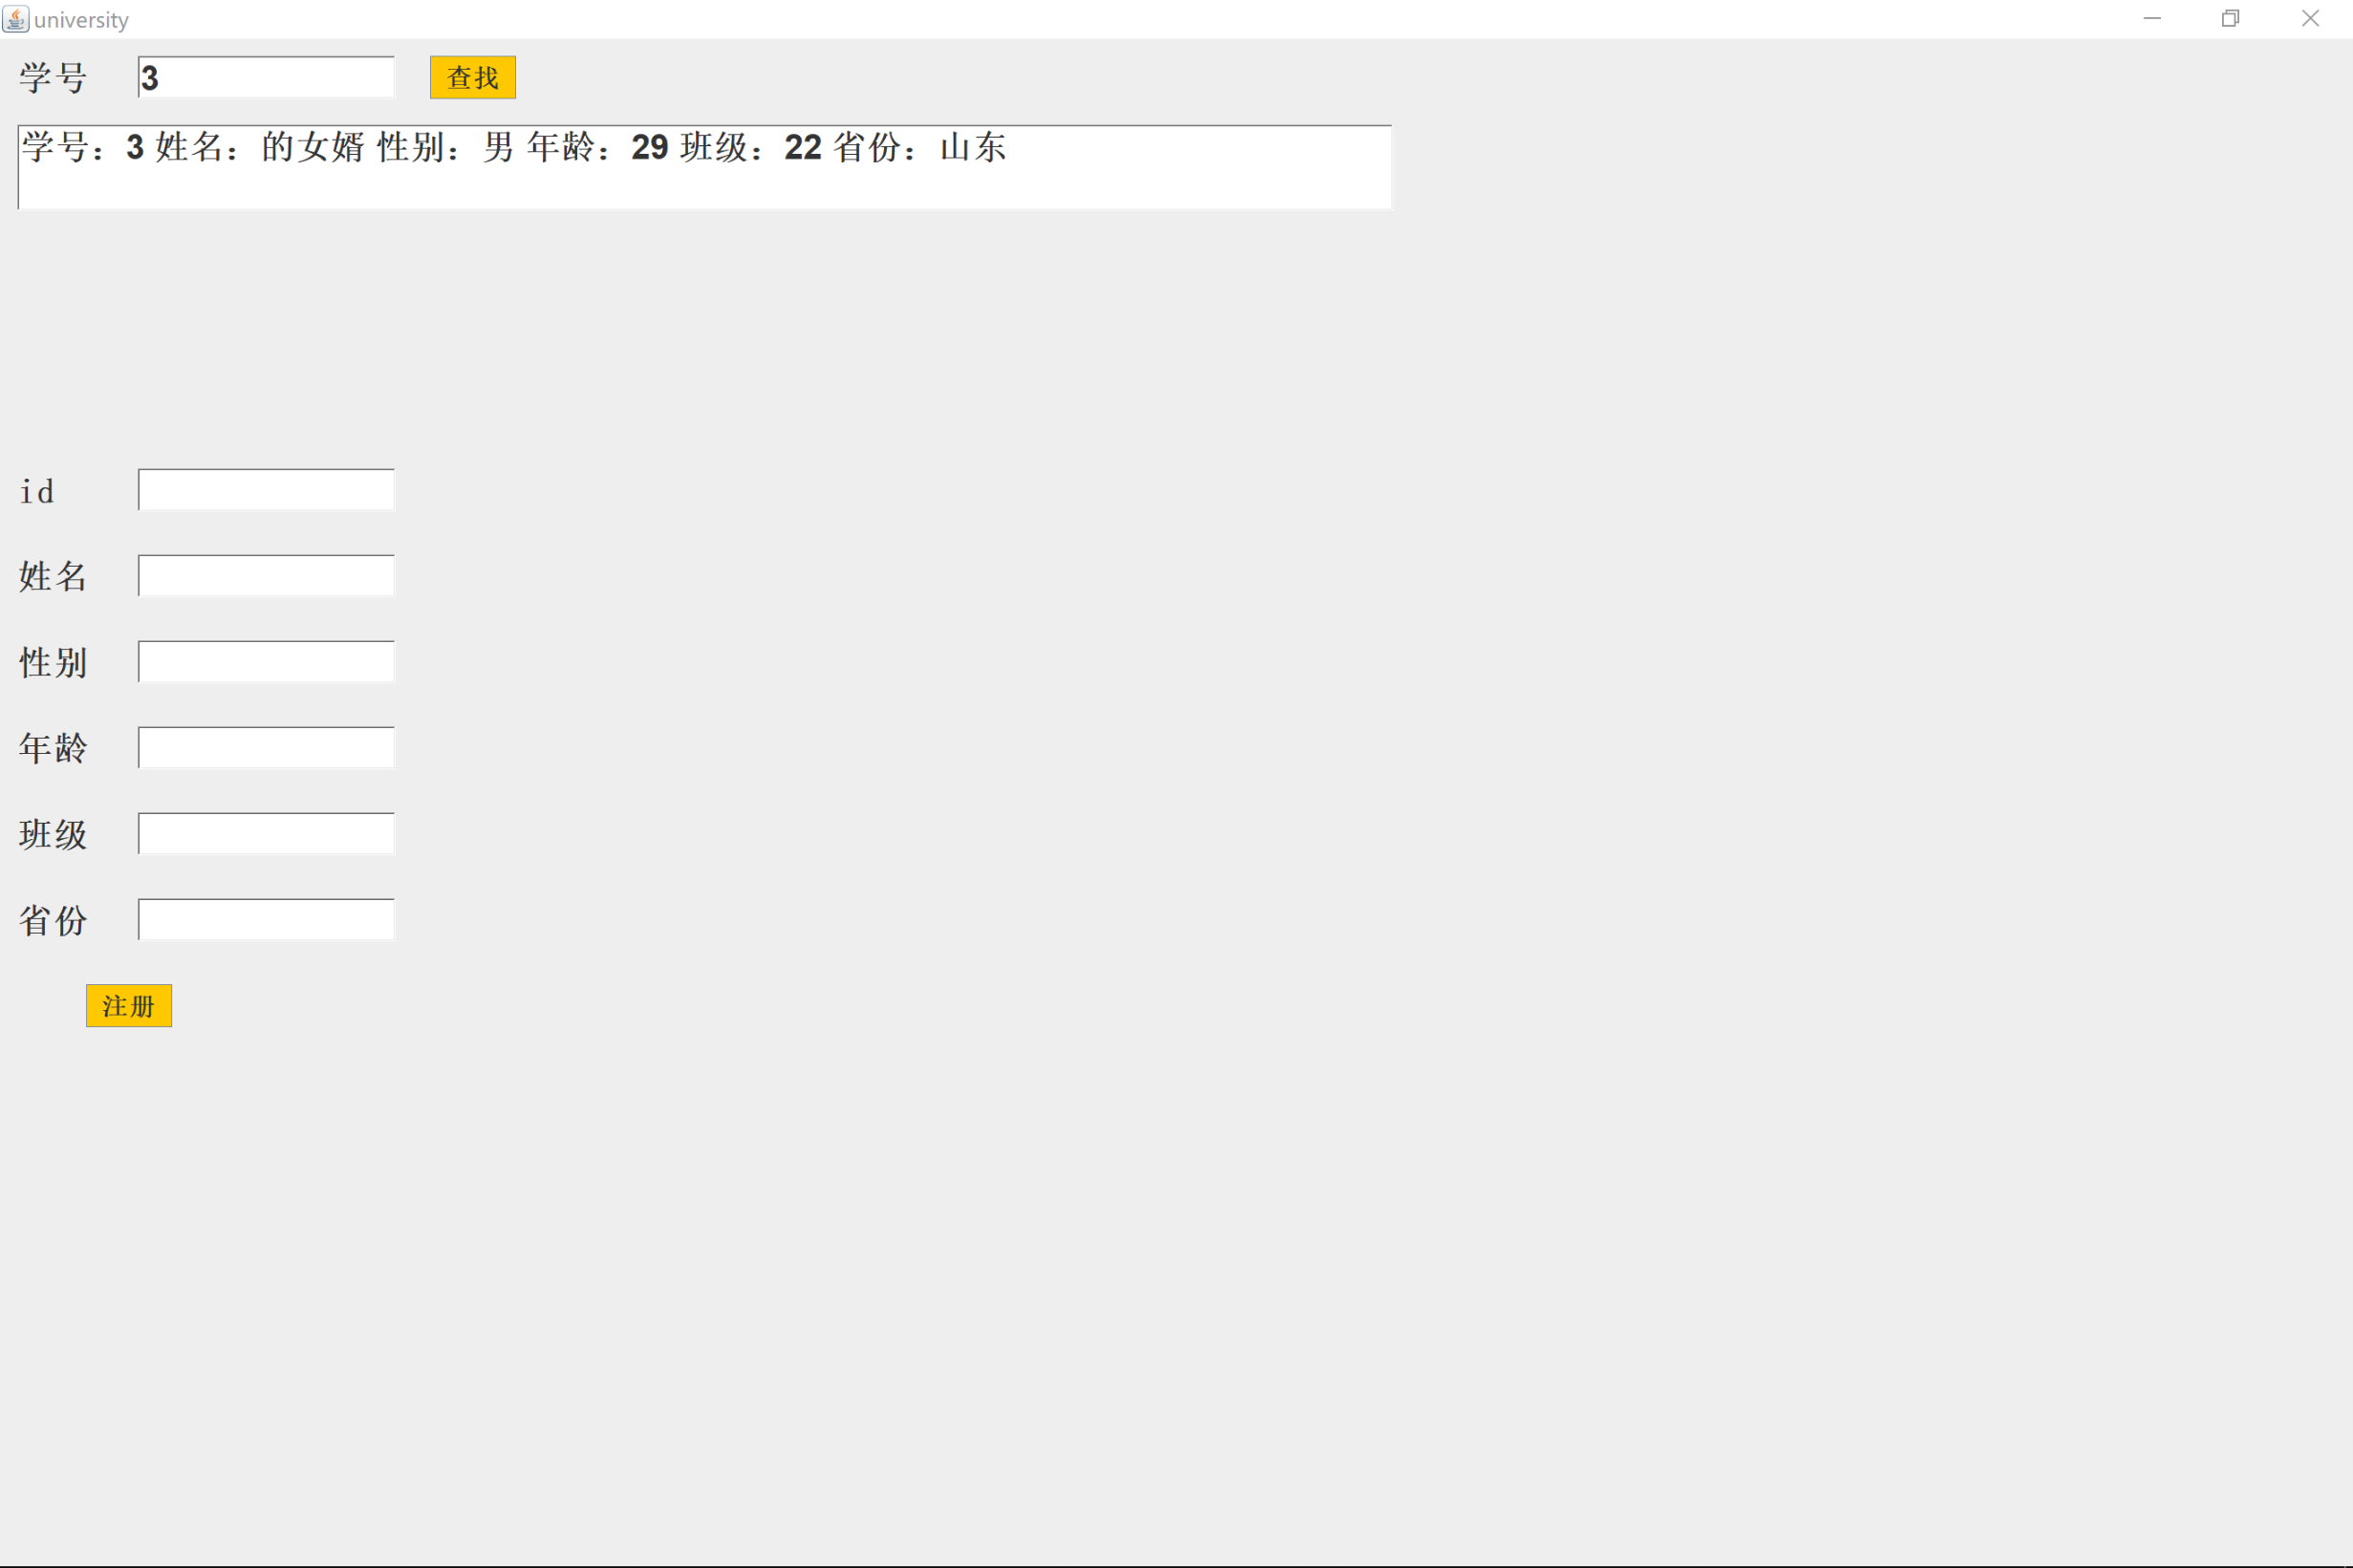 university
学号 3 查找
学号：3 姓名：的女婿 性别：男 年龄：29 班级：22 省份：山东
id
姓名
性别
年龄
班级
省份
注册